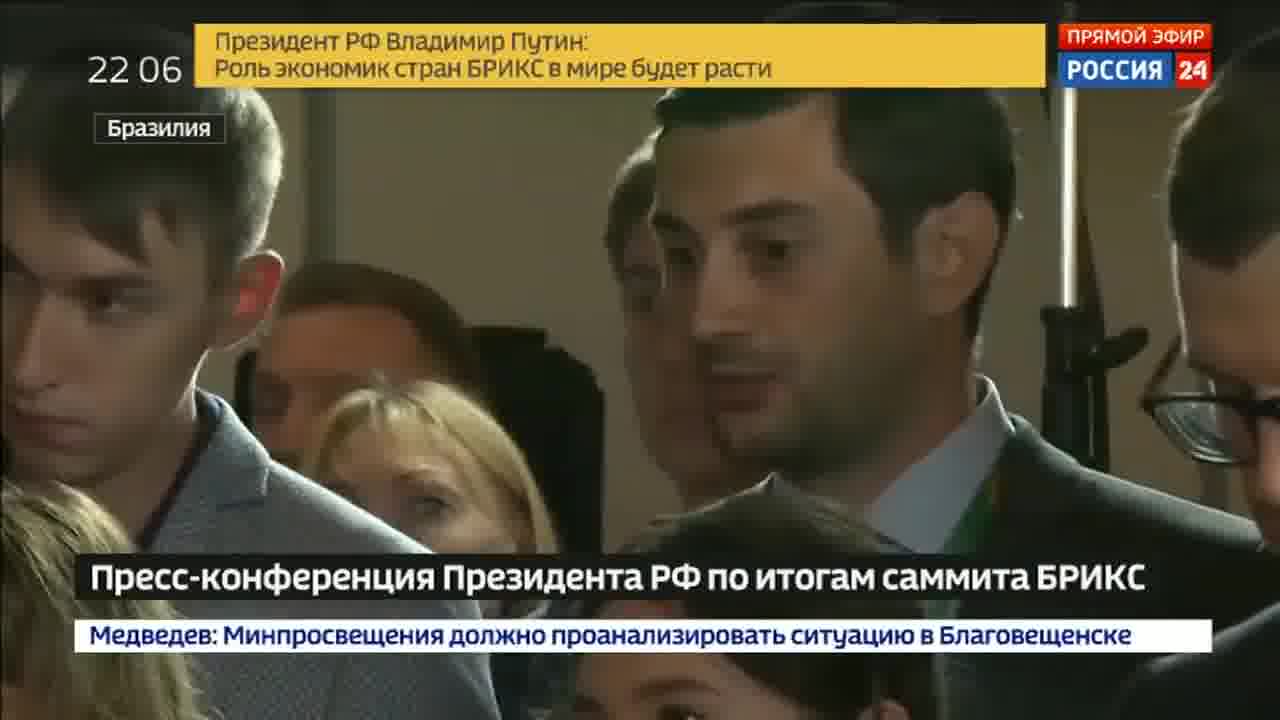 22 06
Президент РФ Владимир Путин:
Роль экономик стран БРИКС в мире будет расти
ПРЯМОЙ ЭФИР
РОССИЯ 24
Бразилия
Пресс-конференция Президента РФ по итогам саммита БРИКС
Медведев: Минпросвещения должно проанализировать ситуацию в Благовещенске